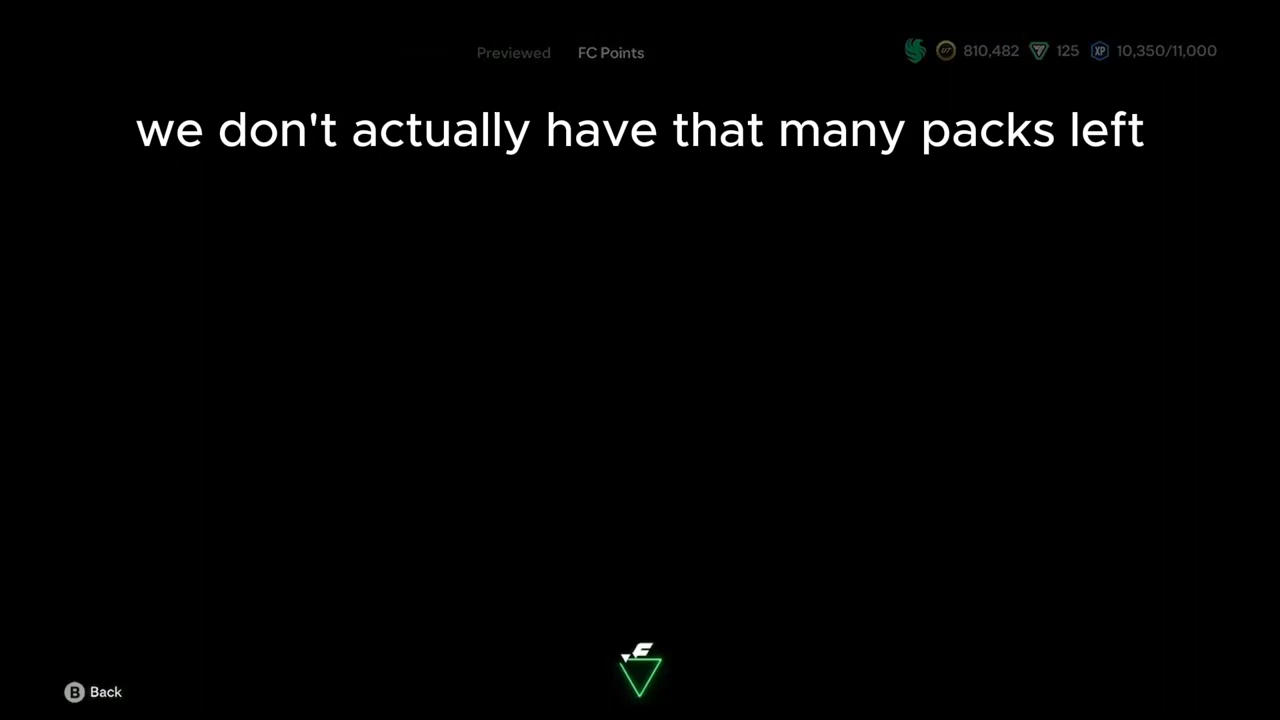 Previewed FC Points 810,482 125 XP 10,350/11,000
we don't actually have that many packs left
B Back